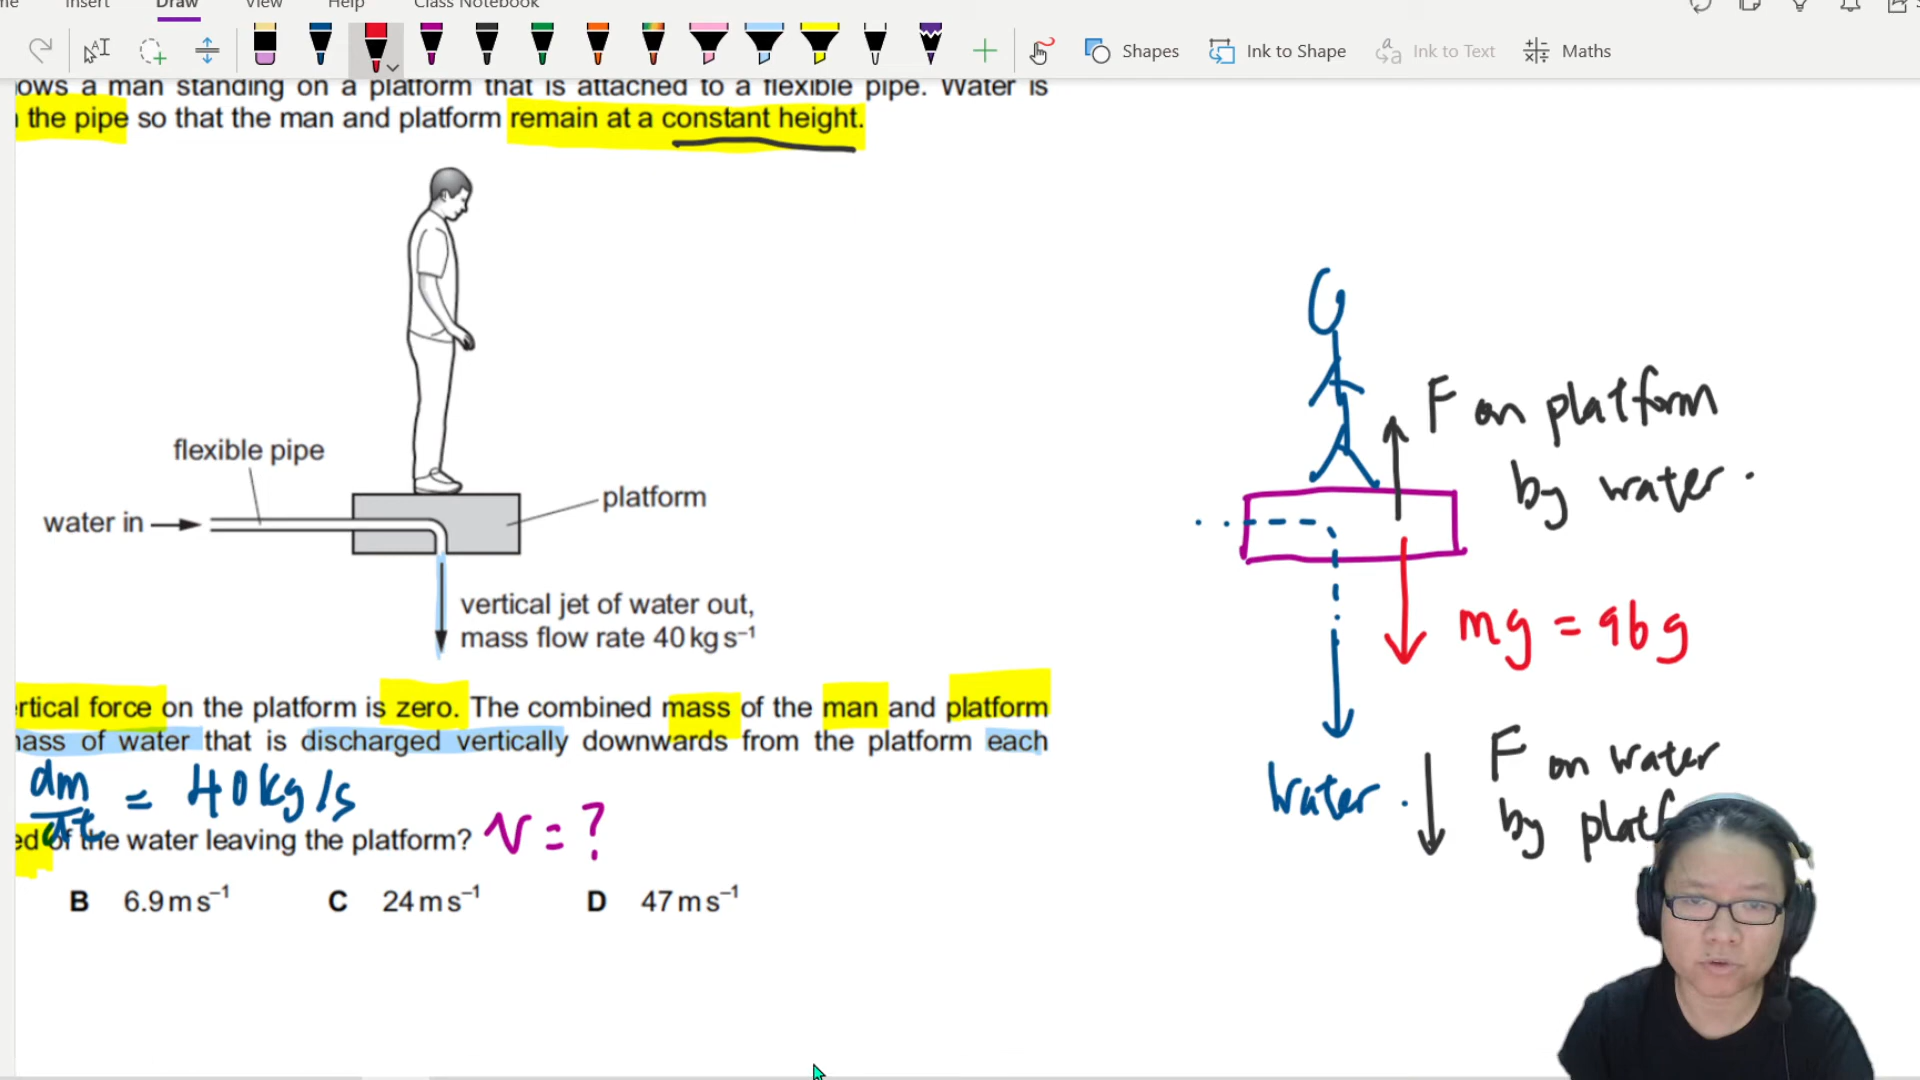 Insert Draw View Help Class Notebook
Shapes Ink to Shape Ink to Text Maths
ows a man standing on a platform that is attached to a flexible pipe. Water is
the pipe so that the man and platform remain at a constant height.
flexible pipe
platform
water in
vertical jet of water out,
mass flow rate 40 kg s⁻¹
rtical force on the platform is zero. The combined mass of the man and platform
ass of water that is discharged vertically downwards from the platform each
dm/dt = 40kg/s
ed of the water leaving the platform? v = ?
B 6.9 m s⁻¹ C 24 m s⁻¹ D 47 m s⁻¹
F on platform
by water.
mg = 96g
water.
F on water
by platf